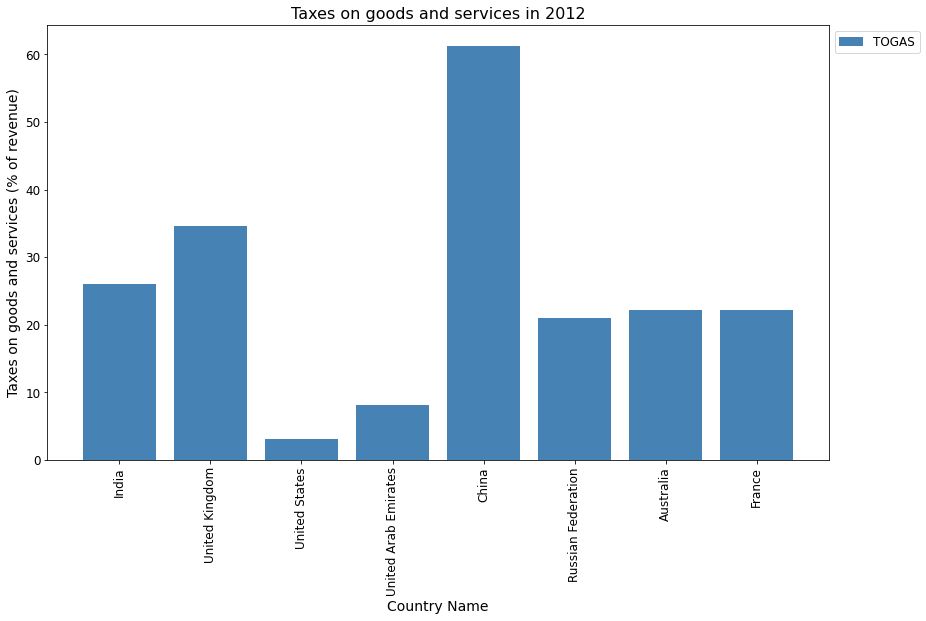 Taxes on goods and services in 2012
TOGAS
Taxes on goods and services (% of revenue)
60
50
40
30
20
10
0
India
United Kingdom
United States
United Arab Emirates
China
Russian Federation
Australia
France
Country Name